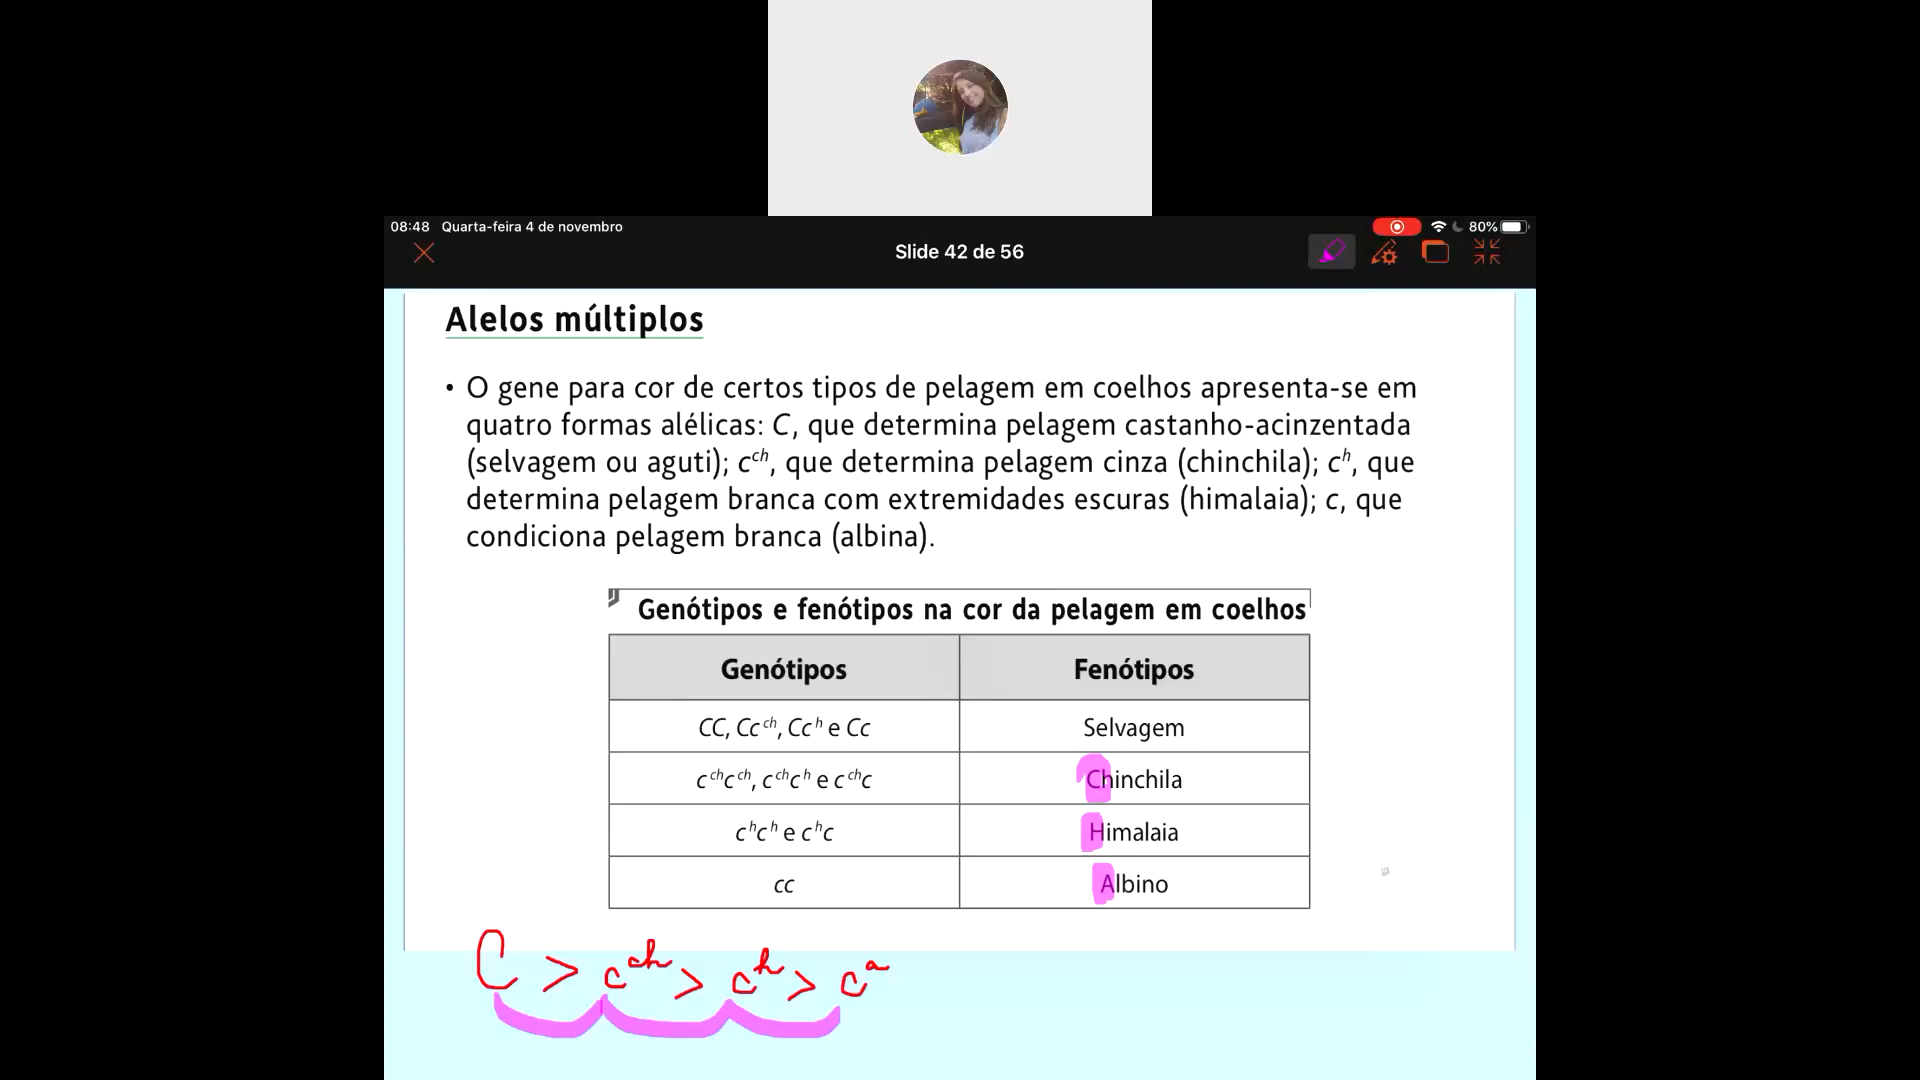 08:48 Quarta-feira 4 de novembro
80%
Slide 42 de 56
Alelos múltiplos
• O gene para cor de certos tipos de pelagem em coelhos apresenta-se em
quatro formas alélicas: C, que determina pelagem castanho-acinzentada
(selvagem ou aguti); cᶜʰ, que determina pelagem cinza (chinchila); cʰ, que
determina pelagem branca com extremidades escuras (himalaia); c, que
condiciona pelagem branca (albina).
Genótipos e fenótipos na cor da pelagem em coelhos
Genótipos Fenótipos
CC, Ccᶜʰ, Ccʰ e Cc Selvagem
cᶜʰcᶜʰ, cᶜʰcʰ e cᶜʰc Chinchila
cʰcʰ e cʰc Himalaia
cc Albino
C > cᶜʰ > cʰ > cᵃ